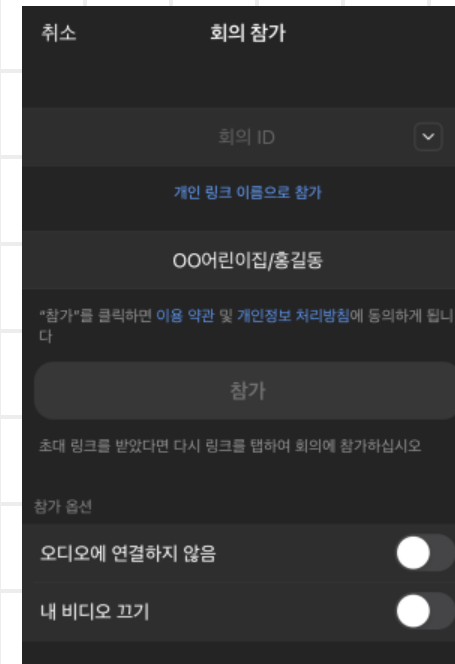 취소
회의 참가
회의 ID
개인 링크 이름으로 참가
OO어린이집/홍길동
"참가"를 클릭하면 이용 약관 및 개인정보 처리방침에 동의하게 됩니
다
참가
초대 링크를 받았다면 다시 링크를 탭하여 회의에 참가하십시오
참가 옵션
오디오에 연결하지 않음
내 비디오 끄기